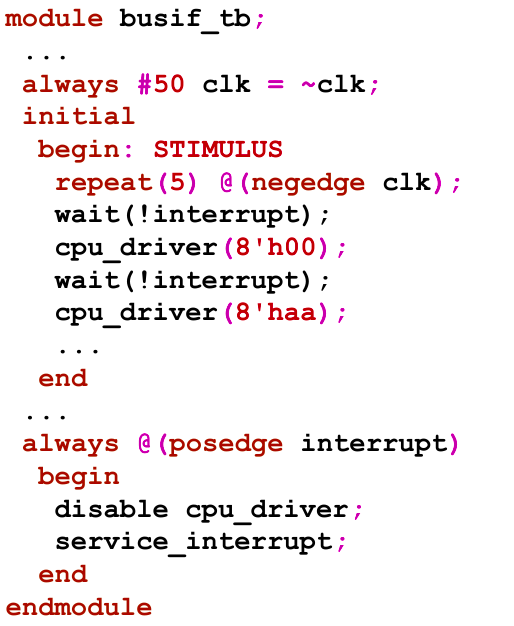 module busif_tb;
...
always #50 clk = ~clk;
initial
begin: STIMULUS
repeat(5) @(negedge clk);
wait(!interrupt);
cpu_driver(8'h00);
wait(!interrupt);
cpu_driver(8'haa);
...
end
...
always @(posedge interrupt)
begin
disable cpu_driver;
service_interrupt;
end
endmodule